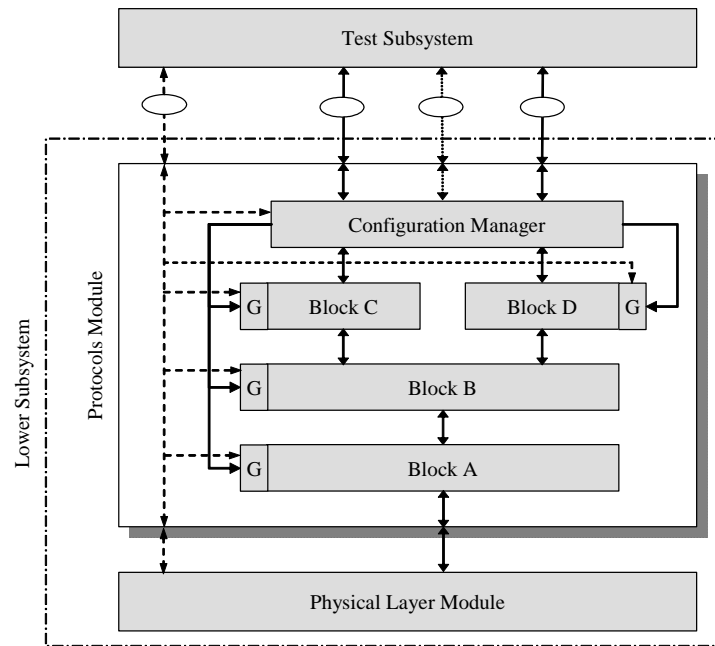 Test Subsystem
Configuration Manager
G
Block C
Block D
G
G
Block B
G
Block A
Physical Layer Module
Protocols Module
Lower Subsystem